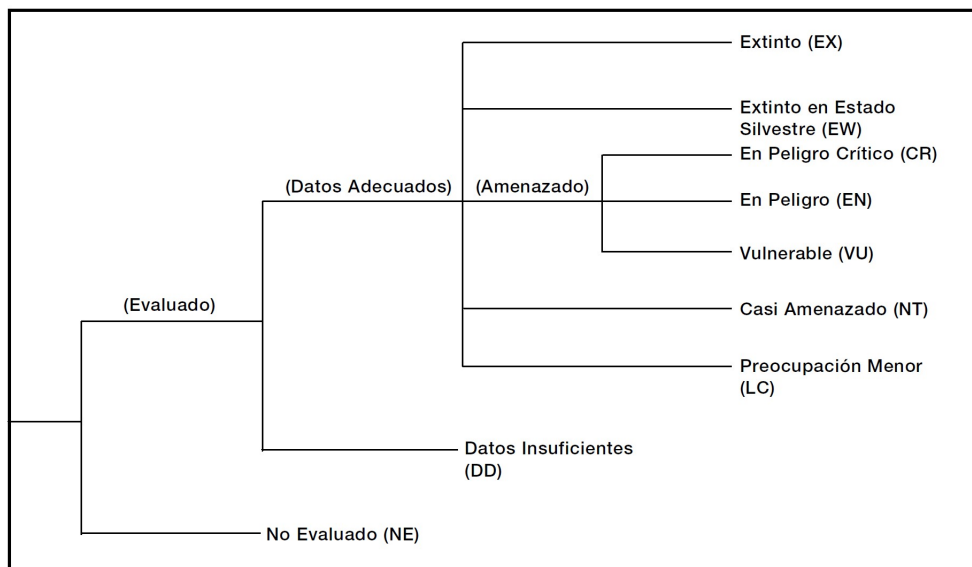 Extinto (EX)
Extinto en Estado
Silvestre (EW)
En Peligro Crítico (CR)
(Datos Adecuados)
(Amenazado)
En Peligro (EN)
Vulnerable (VU)
(Evaluado)
Casi Amenazado (NT)
Preocupación Menor
(LC)
Datos Insuficientes
(DD)
No Evaluado (NE)